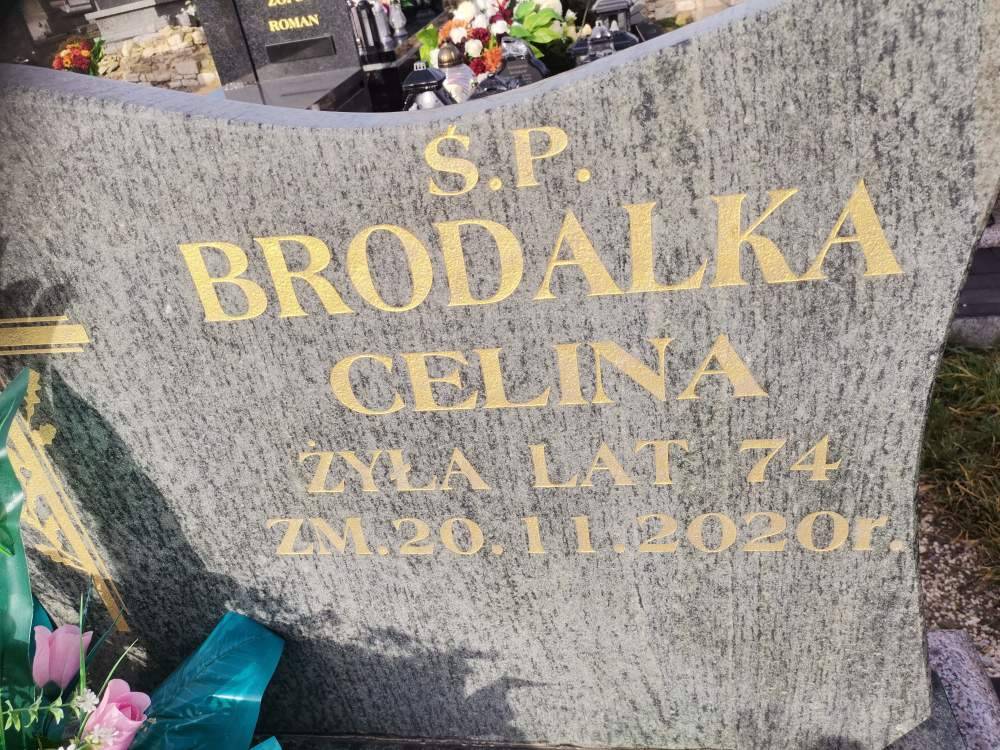 ROMAN
Ś.P.
BRODALKA
CELINA
ŻYŁA LAT 74
ZM.20.11.2020r.